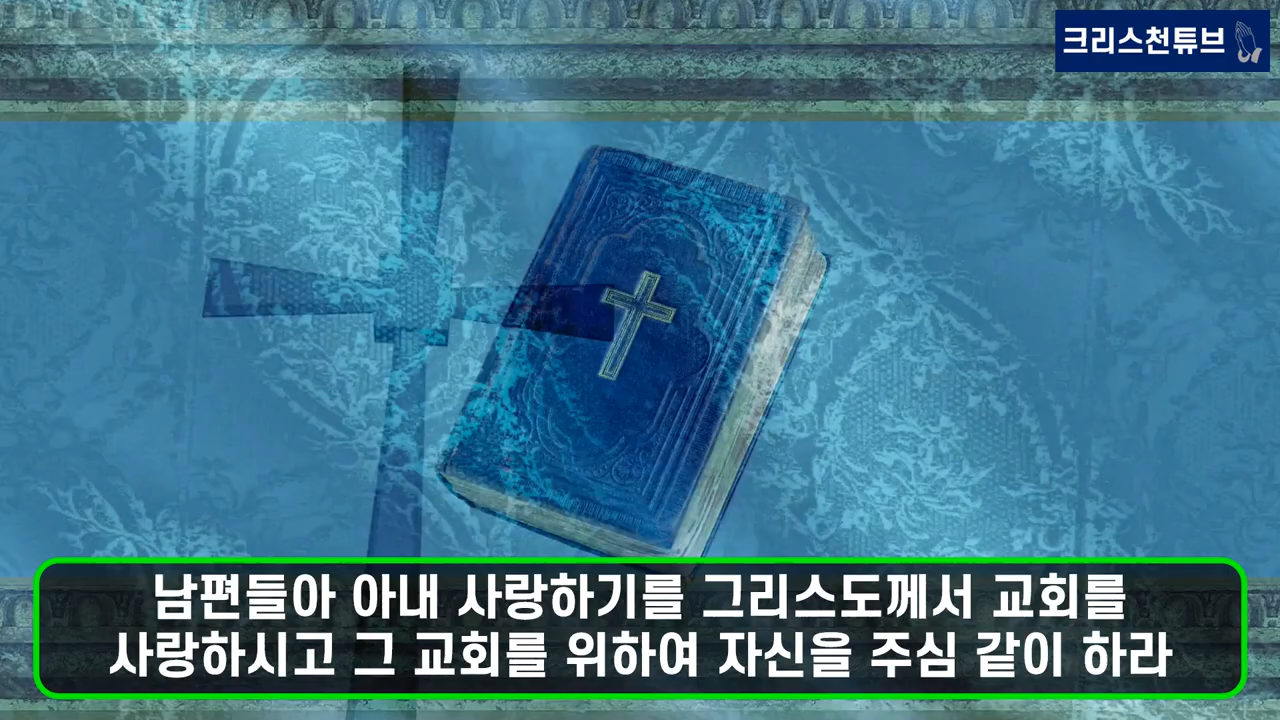 크리스천튜브
남편들아 아내 사랑하기를 그리스도께서 교회를
사랑하시고 그 교회를 위하여 자신을 주심 같이 하라